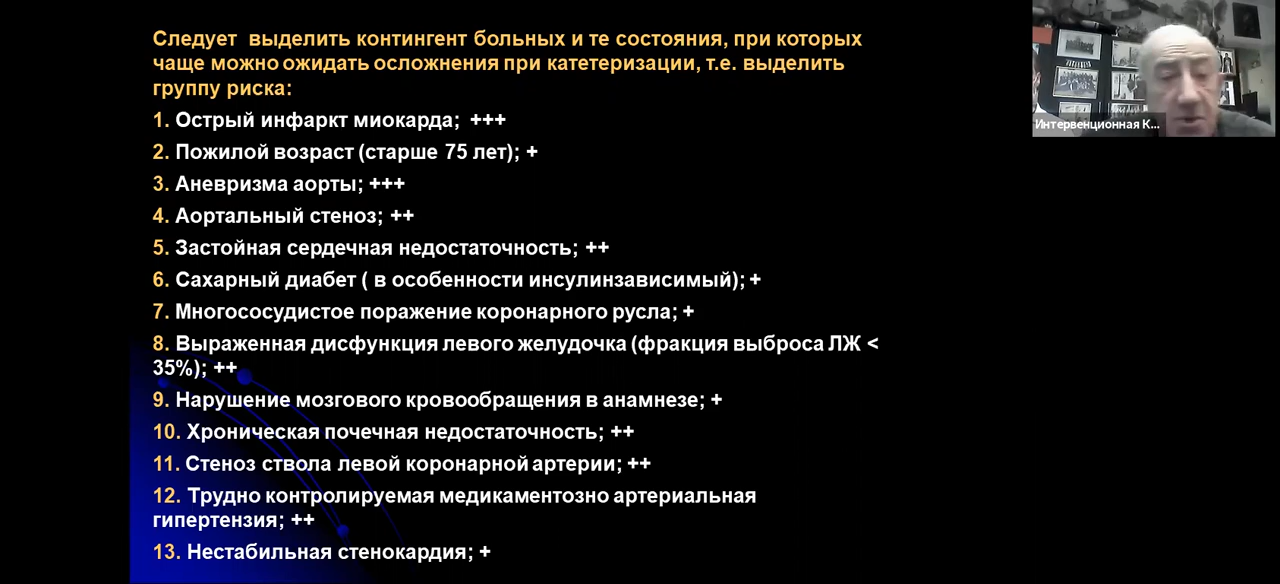 Следует выделить контингент больных и те состояния, при которых
чаще можно ожидать осложнения при катетеризации, т.е. выделить
группу риска:
1. Острый инфаркт миокарда; +++
2. Пожилой возраст (старше 75 лет); +
3. Аневризма аорты; +++
4. Аортальный стеноз; ++
5. Застойная сердечная недостаточность; ++
6. Сахарный диабет ( в особенности инсулинзависимый); +
7. Многососудистое поражение коронарного русла; +
8. Выраженная дисфункция левого желудочка (фракция выброса ЛЖ <
35%); ++
9. Нарушение мозгового кровообращения в анамнезе; +
10. Хроническая почечная недостаточность; ++
11. Стеноз ствола левой коронарной артерии; ++
12. Трудно контролируемая медикаментозно артериальная
гипертензия; ++
13. Нестабильная стенокардия; +
Интервенционная К...